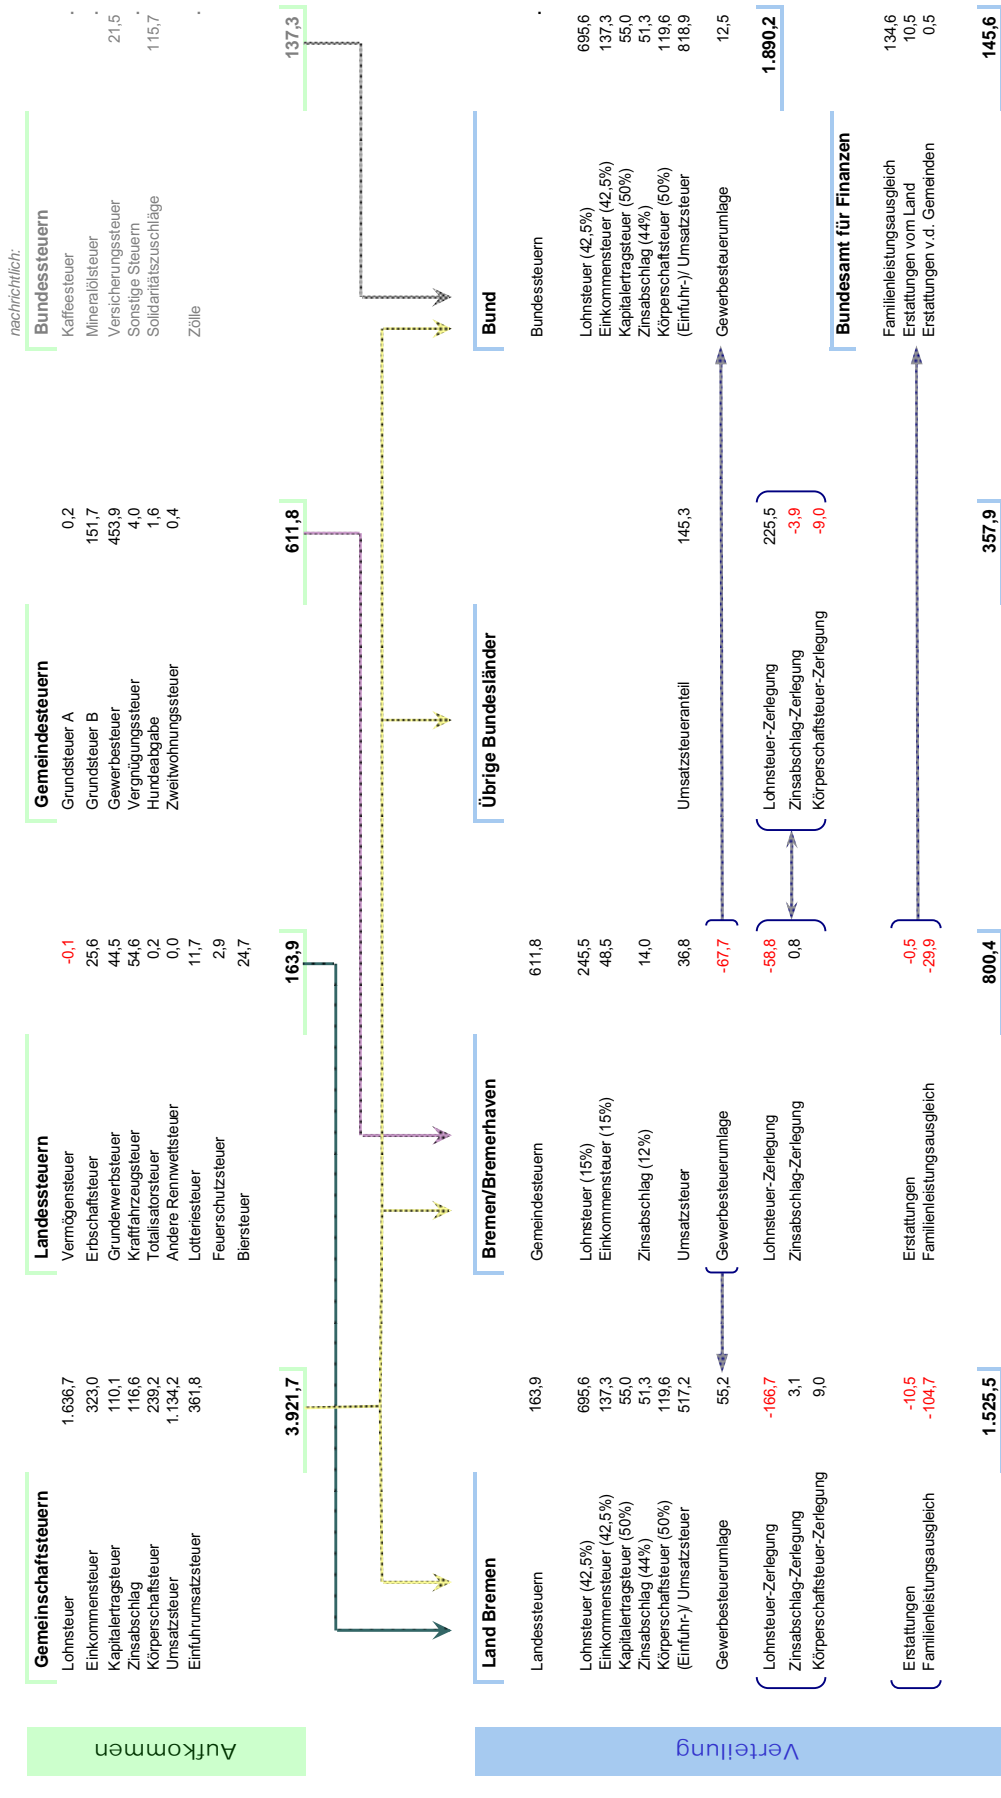 Aufkommen
Gemeinschaftsteuern
Lohnsteuer 1.636,7
Einkommensteuer 323,0
Kapitalertragsteuer 110,1
Zinsabschlag 116,6
Körperschaftsteuer 239,2
Umsatzsteuer 1.134,2
Einfuhrumsatzsteuer 361,8
3.921,7
Landessteuern
Vermögensteuer -0,1
Erbschaftsteuer 25,6
Grunderwerbsteuer 44,5
Kraftfahrzeugsteuer 54,6
Totalisatorsteuer 0,2
Andere Rennwettsteuer 0,0
Lotteriesteuer 11,7
Feuerschutzsteuer 2,9
Biersteuer 24,7
163,9
Gemeindesteuern
Grundsteuer A 0,2
Grundsteuer B 151,7
Gewerbesteuer 453,9
Vergnügungssteuer 4,0
Hundeabgabe 1,6
Zweitwohnungssteuer 0,4
611,8
nachrichtlich:
Bundessteuern
Kaffeesteuer .
Mineralölsteuer .
Versicherungssteuer 21,5
Sonstige Steuern .
Solidaritätszuschläge 115,7
Zölle .
137,3
Verteilung
Land Bremen
Landessteuern 163,9
Lohnsteuer (42,5%) 695,6
Einkommensteuer (42,5%) 137,3
Kapitalertragsteuer (50%) 55,0
Zinsabschlag (44%) 51,3
Körperschaftsteuer (50%) 119,6
(Einfuhr-)/ Umsatzsteuer 517,2
Gewerbesteuerumlage 55,2
Lohnsteuer-Zerlegung -166,7
Zinsabschlag-Zerlegung 3,1
Körperschaftsteuer-Zerlegung 9,0
Erstattungen -10,5
Familienleistungsausgleich -104,7
1.525,5
Bremen/Bremerhaven
Gemeindesteuern 611,8
Lohnsteuer (15%) 245,5
Einkommensteuer (15%) 48,5
Zinsabschlag (12%) 14,0
Umsatzsteuer 36,8
Gewerbesteuerumlage -67,7
Lohnsteuer-Zerlegung -58,8
Zinsabschlag-Zerlegung 0,8
Erstattungen -0,5
Familienleistungsausgleich -29,9
800,4
Übrige Bundesländer
Umsatzsteueranteil 145,3
Lohnsteuer-Zerlegung 225,5
Zinsabschlag-Zerlegung -3,9
Körperschaftsteuer-Zerlegung -9,0
357,9
Bund
Bundessteuern .
Lohnsteuer (42,5%) 695,6
Einkommensteuer (42,5%) 137,3
Kapitalertragsteuer (50%) 55,0
Zinsabschlag (44%) 51,3
Körperschaftsteuer (50%) 119,6
(Einfuhr-)/ Umsatzsteuer 818,9
Gewerbesteuerumlage 12,5
1.890,2
Bundesamt für Finanzen
Familienleistungsausgleich 134,6
Erstattungen vom Land 10,5
Erstattungen v.d. Gemeinden 0,5
145,6